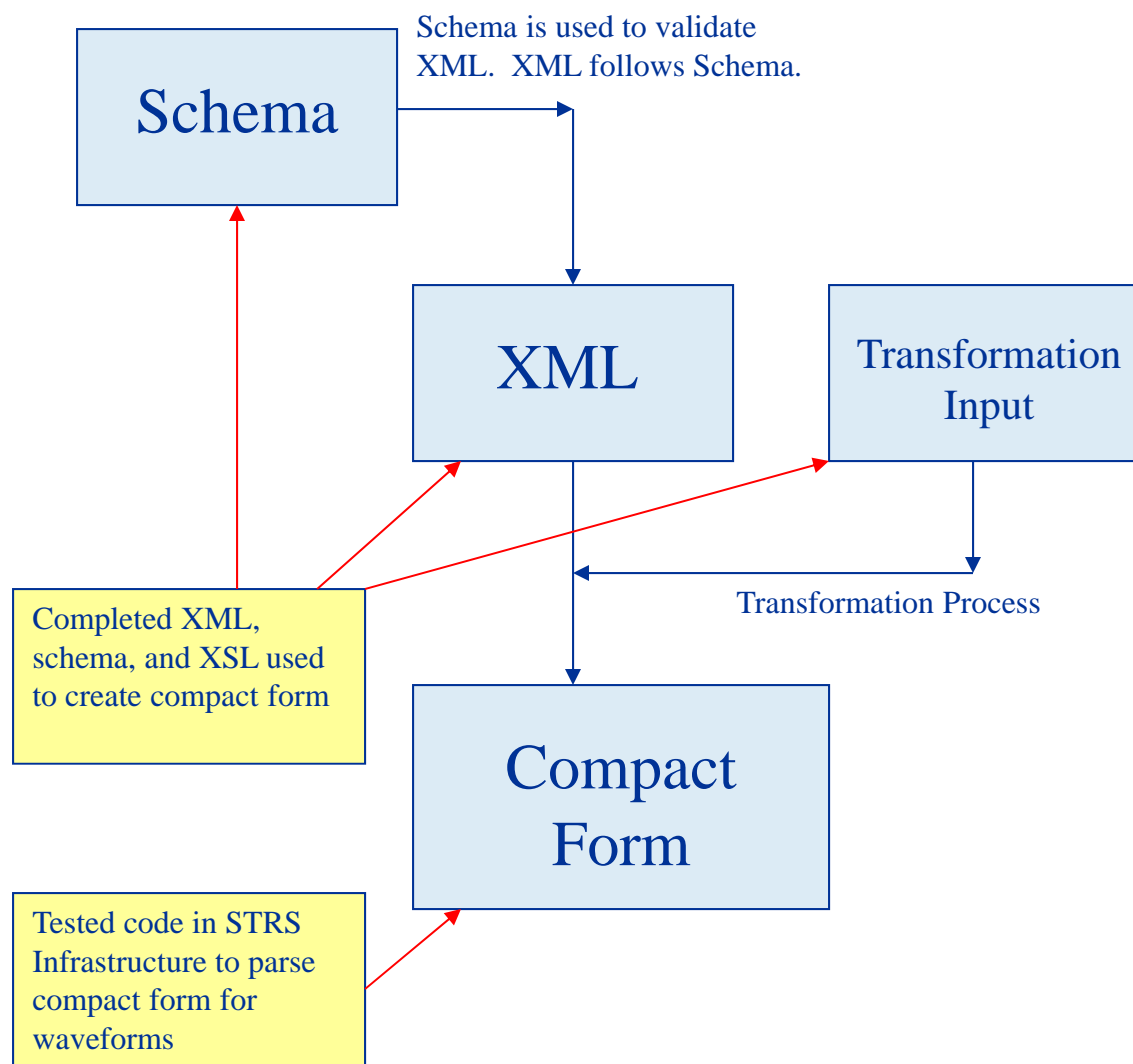 Schema is used to validate
XML. XML follows Schema.
Schema
XML
Transformation
Input
Transformation Process
Completed XML,
schema, and XSL used
to create compact form
Compact
Form
Tested code in STRS
Infrastructure to parse
compact form for
waveforms